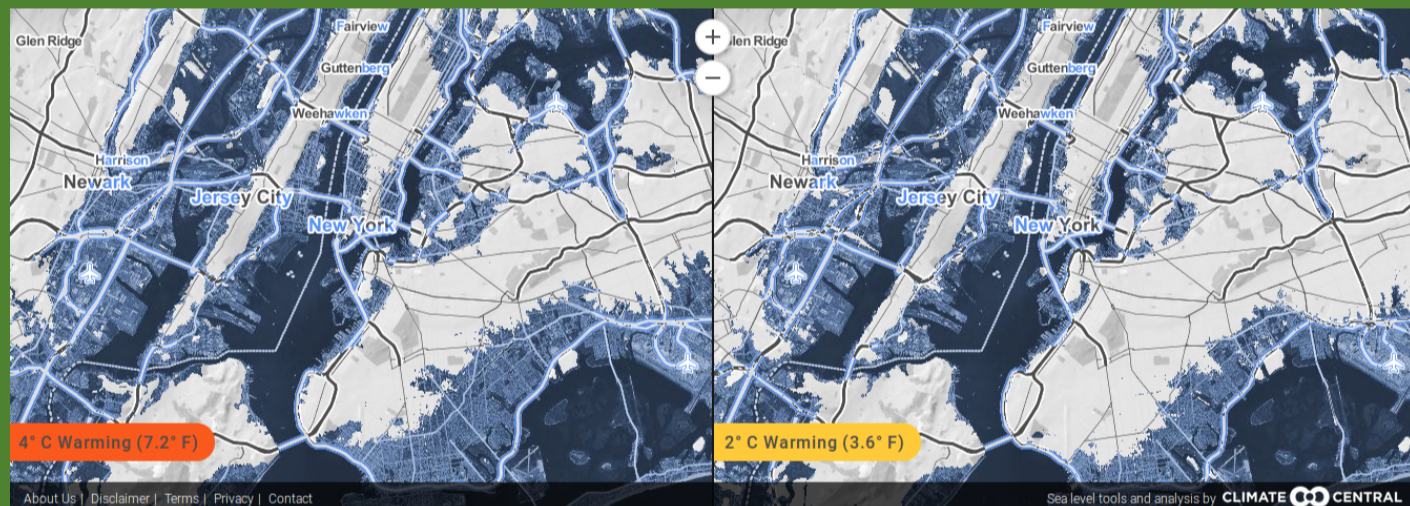 Fairview
Glen Ridge
Guttenberg
Weehawken
Harrison
Newark
Jersey City
New York
4° C Warming (7.2° F)
About Us | Disclaimer | Terms | Privacy | Contact
+
−
Fairview
Glen Ridge
Guttenberg
Weehawken
Harrison
Newark
Jersey City
New York
2° C Warming (3.6° F)
Sea level tools and analysis by CLIMATE CENTRAL